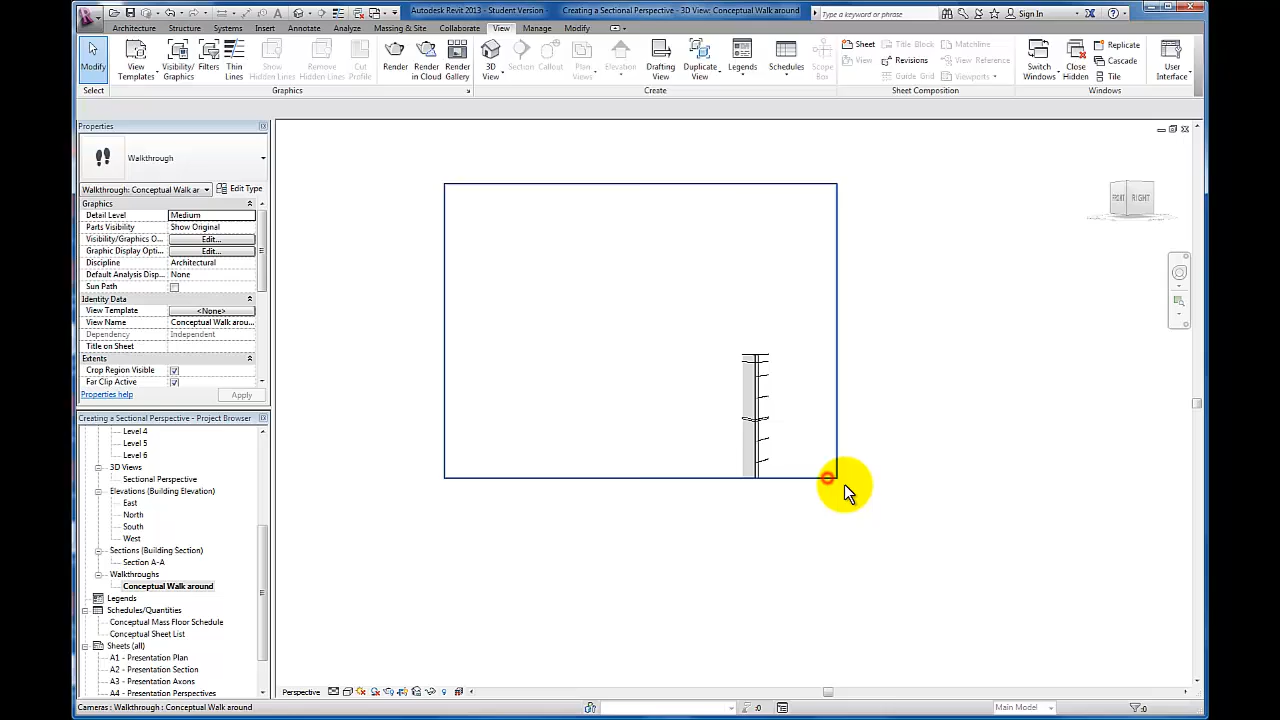 Autodesk Revit 2013 - Student Version Creating a Sectional Perspective - 3D View: Conceptual Walk around
Type a keyword or phrase
Sign In
Architecture Structure Systems Insert Annotate Analyze Massing & Site Collaborate View Manage Modify
Modify
View Templates
Visibility/ Graphics
Filters
Thin Lines
Show Hidden Lines
Remove Hidden Lines
Cut Profile
Render
Render in Cloud
Render Gallery
3D View
Section
Callout
Plan Views
Elevation
Drafting View
Duplicate View
Legends
Schedules
Scope Box
Sheet
Title Block
Matchline
View
Revisions
View Reference
Guide Grid
Viewports
Switch Windows
Close Hidden
Replicate
Cascade
Tile
User Interface
Select Graphics Create Sheet Composition Windows
Properties
Walkthrough
Walkthrough: Conceptual Walk ar Edit Type
Graphics
Detail Level Medium
Parts Visibility Show Original
Visibility/Graphics O... Edit...
Graphic Display Opti... Edit...
Discipline Architectural
Default Analysis Disp... None
Sun Path
Identity Data
View Template <None>
View Name Conceptual Walk arou...
Dependency Independent
Title on Sheet
Extents
Crop Region Visible
Far Clip Active
Properties help Apply
Creating a Sectional Perspective - Project Browser
Level 4
Level 5
Level 6
3D Views
Sectional Perspective
Elevations (Building Elevation)
East
North
South
West
Sections (Building Section)
Section A-A
Walkthroughs
Conceptual Walk around
Legends
Schedules/Quantities
Conceptual Mass Floor Schedule
Conceptual Sheet List
Sheets (all)
A1 - Presentation Plan
A2 - Presentation Section
A3 - Presentation Axons
A4 - Presentation Perspectives
FRONT RIGHT
Perspective
Cameras : Walkthrough : Conceptual Walk around
:0
Main Model
:0